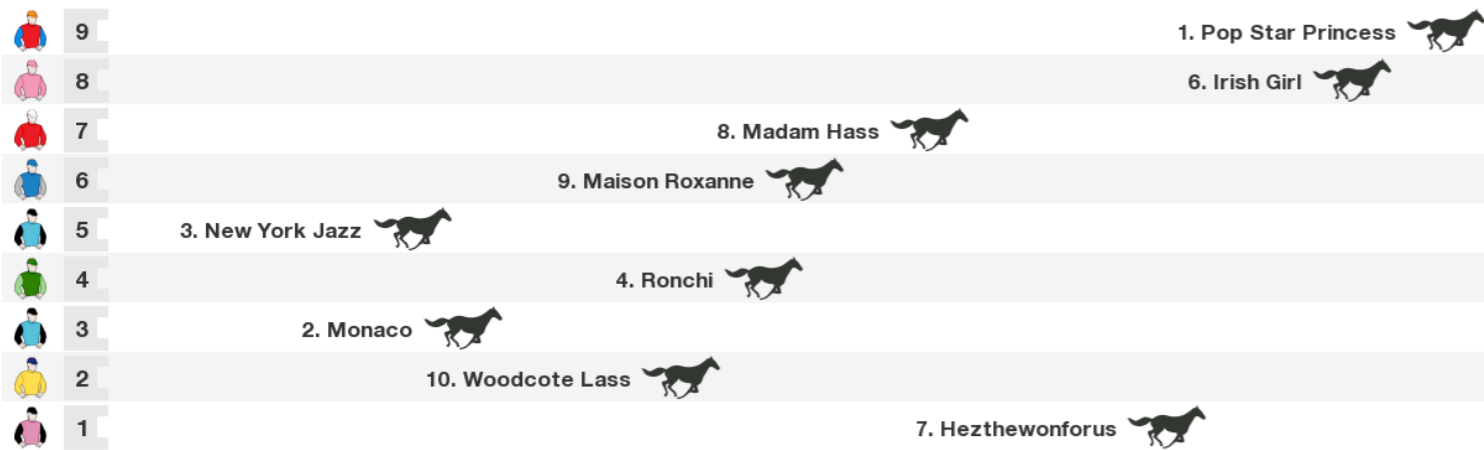 9 1. Pop Star Princess
8 6. Irish Girl
7 8. Madam Hass
6 9. Maison Roxanne
5 3. New York Jazz
4 4. Ronchi
3 2. Monaco
2 10. Woodcote Lass
1 7. Hezthewonforus